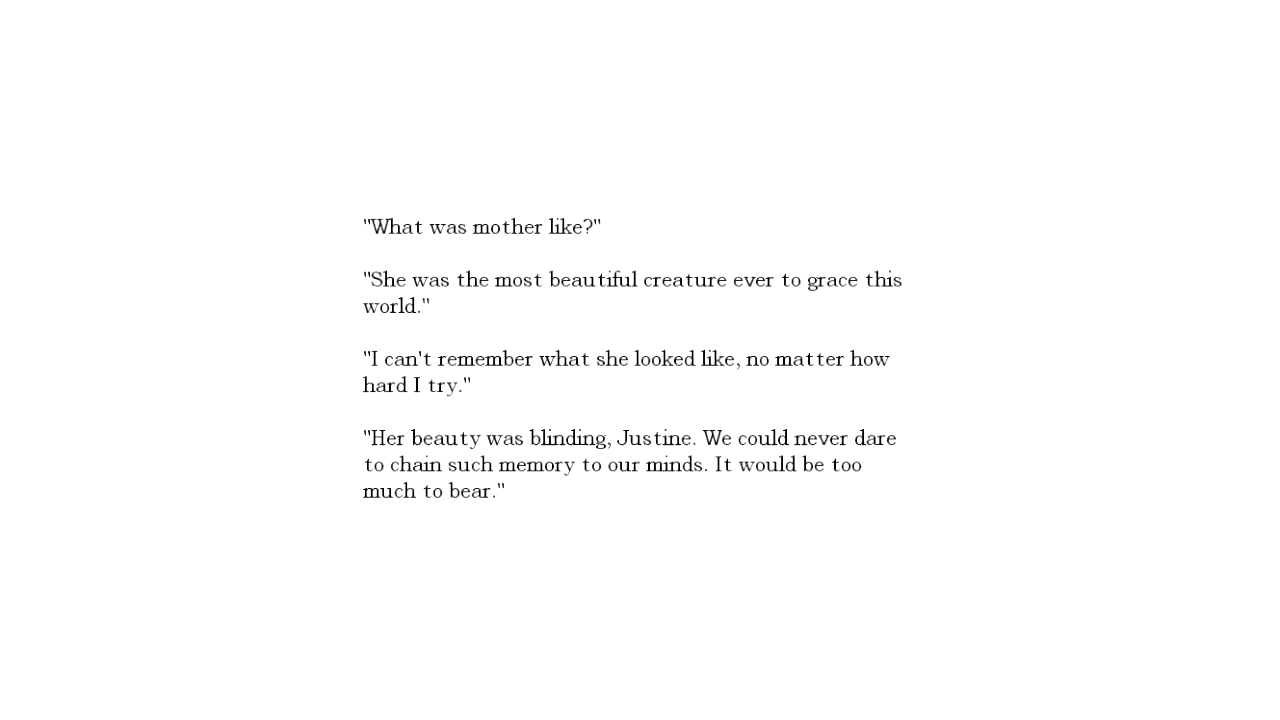 "What was mother like?"
"She was the most beautiful creature ever to grace this
world."
"I can't remember what she looked like, no matter how
hard I try."
"Her beauty was blinding, Justine. We could never dare
to chain such memory to our minds. It would be too
much to bear."